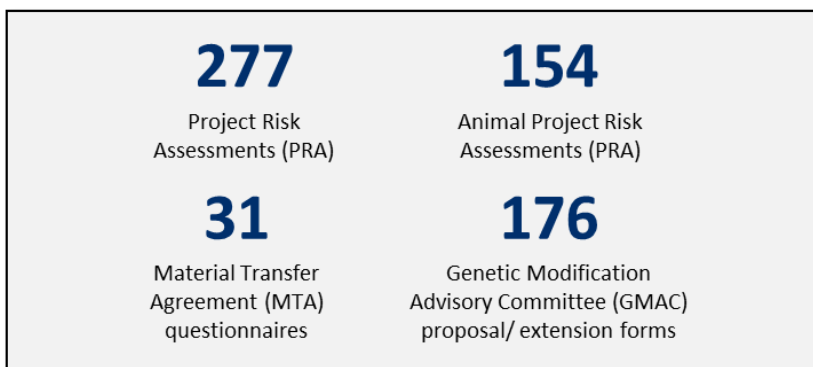 277
Project Risk
Assessments (PRA)
154
Animal Project Risk
Assessments (PRA)
31
Material Transfer
Agreement (MTA)
questionnaires
176
Genetic Modification
Advisory Committee (GMAC)
proposal/ extension forms